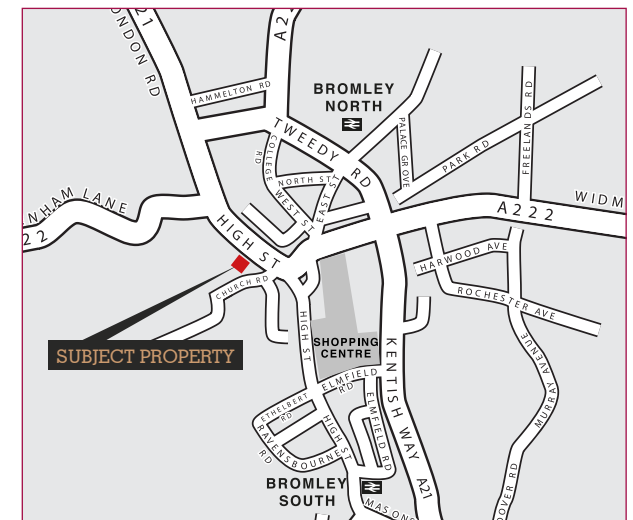 LONDON RD
A21
A2
HAMMELTON RD
BROMLEY
NORTH
TWEEDY RD
COLLEGE
RD
NORTH ST
WEST ST
EAST ST
PALACE GROVE
PARK RD
FREELANDS RD
A222
WIDM
NHAM LANE
22
HIGH ST
CHURCH RD
HARWOOD AVE
ROCHESTER AVE
SUBJECT PROPERTY
HIGH ST
SHOPPING
CENTRE
KENTISH WAY
A21
MURRAY AVENUE
ELMFIELD
RD
ETHELBERT
RD
HIGH ST
ELMFIELD RD
RAVENSBOURNE
RD
BROMLEY
SOUTH
MASONS
OVER RD